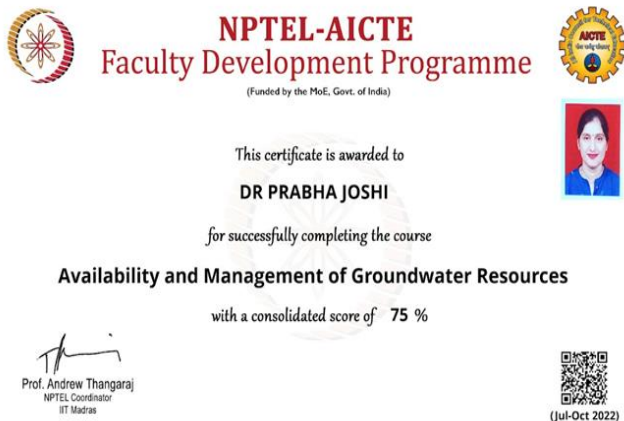 NPTEL-AICTE
Faculty Development Programme
(Funded by the MoE, Govt. of India)
AICTE
This certificate is awarded to
DR PRABHA JOSHI
for successfully completing the course
Availability and Management of Groundwater Resources
with a consolidated score of 75 %
Prof. Andrew Thangaraj
NPTEL Coordinator
IIT Madras
(Jul-Oct 2022)